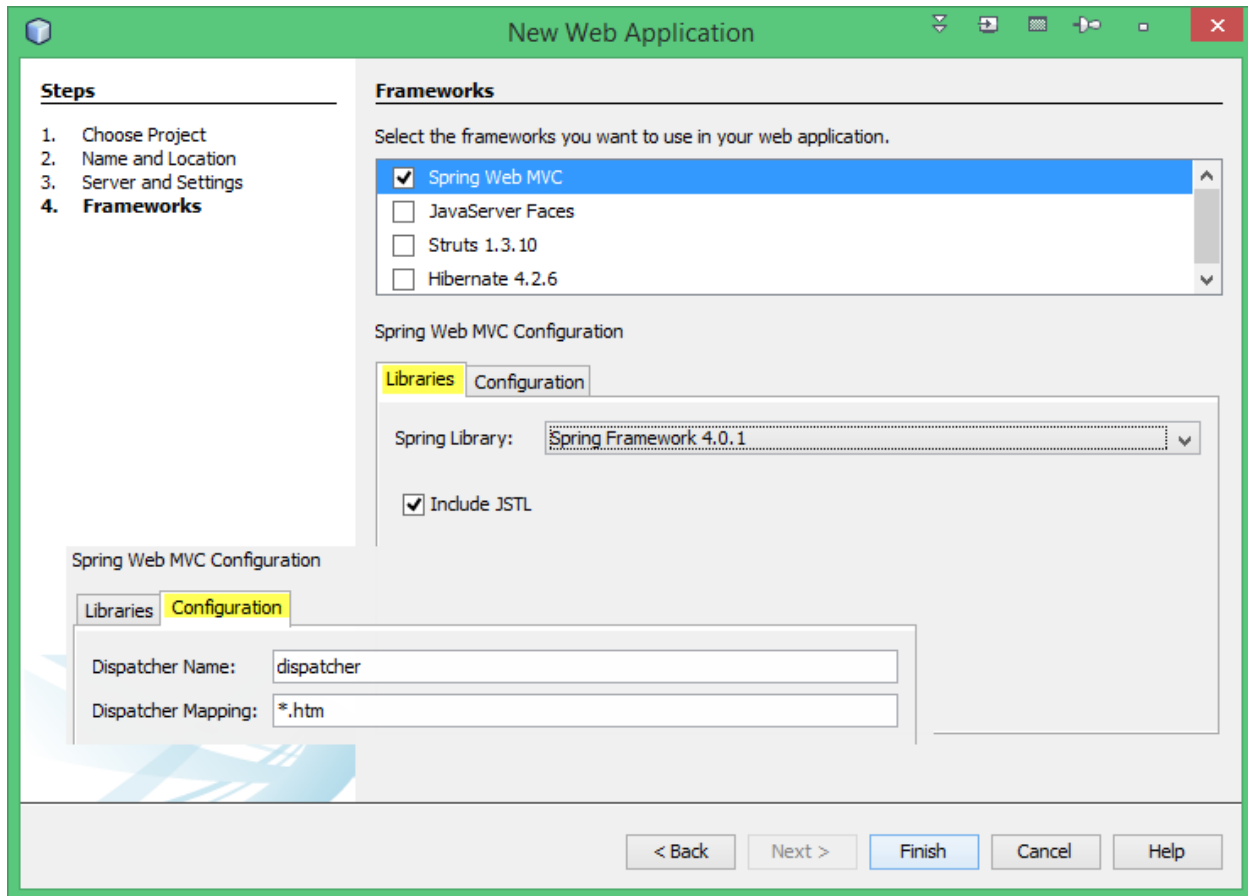 New Web Application
Steps
1. Choose Project
2. Name and Location
3. Server and Settings
4. Frameworks
Frameworks
Select the frameworks you want to use in your web application.
Spring Web MVC
JavaServer Faces
Struts 1.3.10
Hibernate 4.2.6
Spring Web MVC Configuration
Libraries Configuration
Spring Library: Spring Framework 4.0.1
Include JSTL
Spring Web MVC Configuration
Libraries Configuration
Dispatcher Name: dispatcher
Dispatcher Mapping: *.htm
< Back Next > Finish Cancel Help